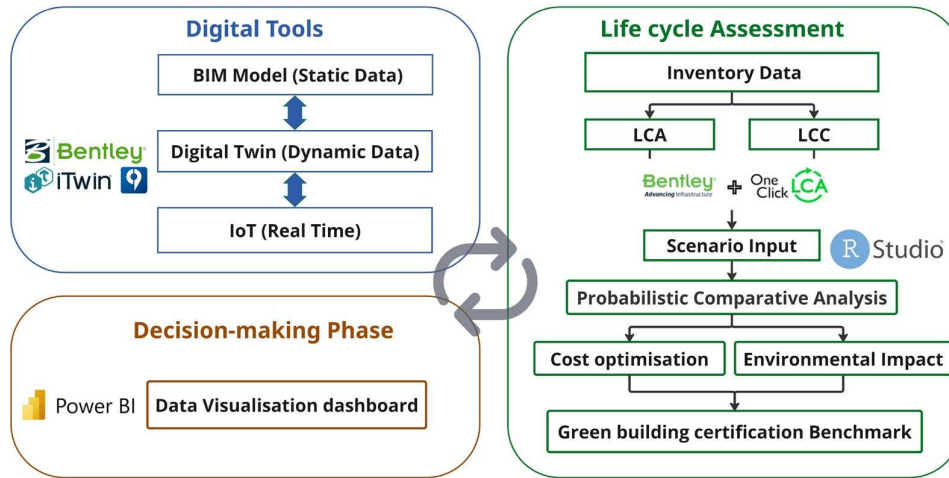 Digital Tools
BIM Model (Static Data)
Digital Twin (Dynamic Data)
Bentley®
iTwin®
IoT (Real Time)
Decision-making Phase
Power BI
Data Visualisation dashboard
Life cycle Assessment
Inventory Data
LCA
LCC
Bentley®
Advancing Infrastructure
+
One
Click
LCA
Scenario Input
R Studio®
Probabilistic Comparative Analysis
Cost optimisation
Environmental Impact
Green building certification Benchmark